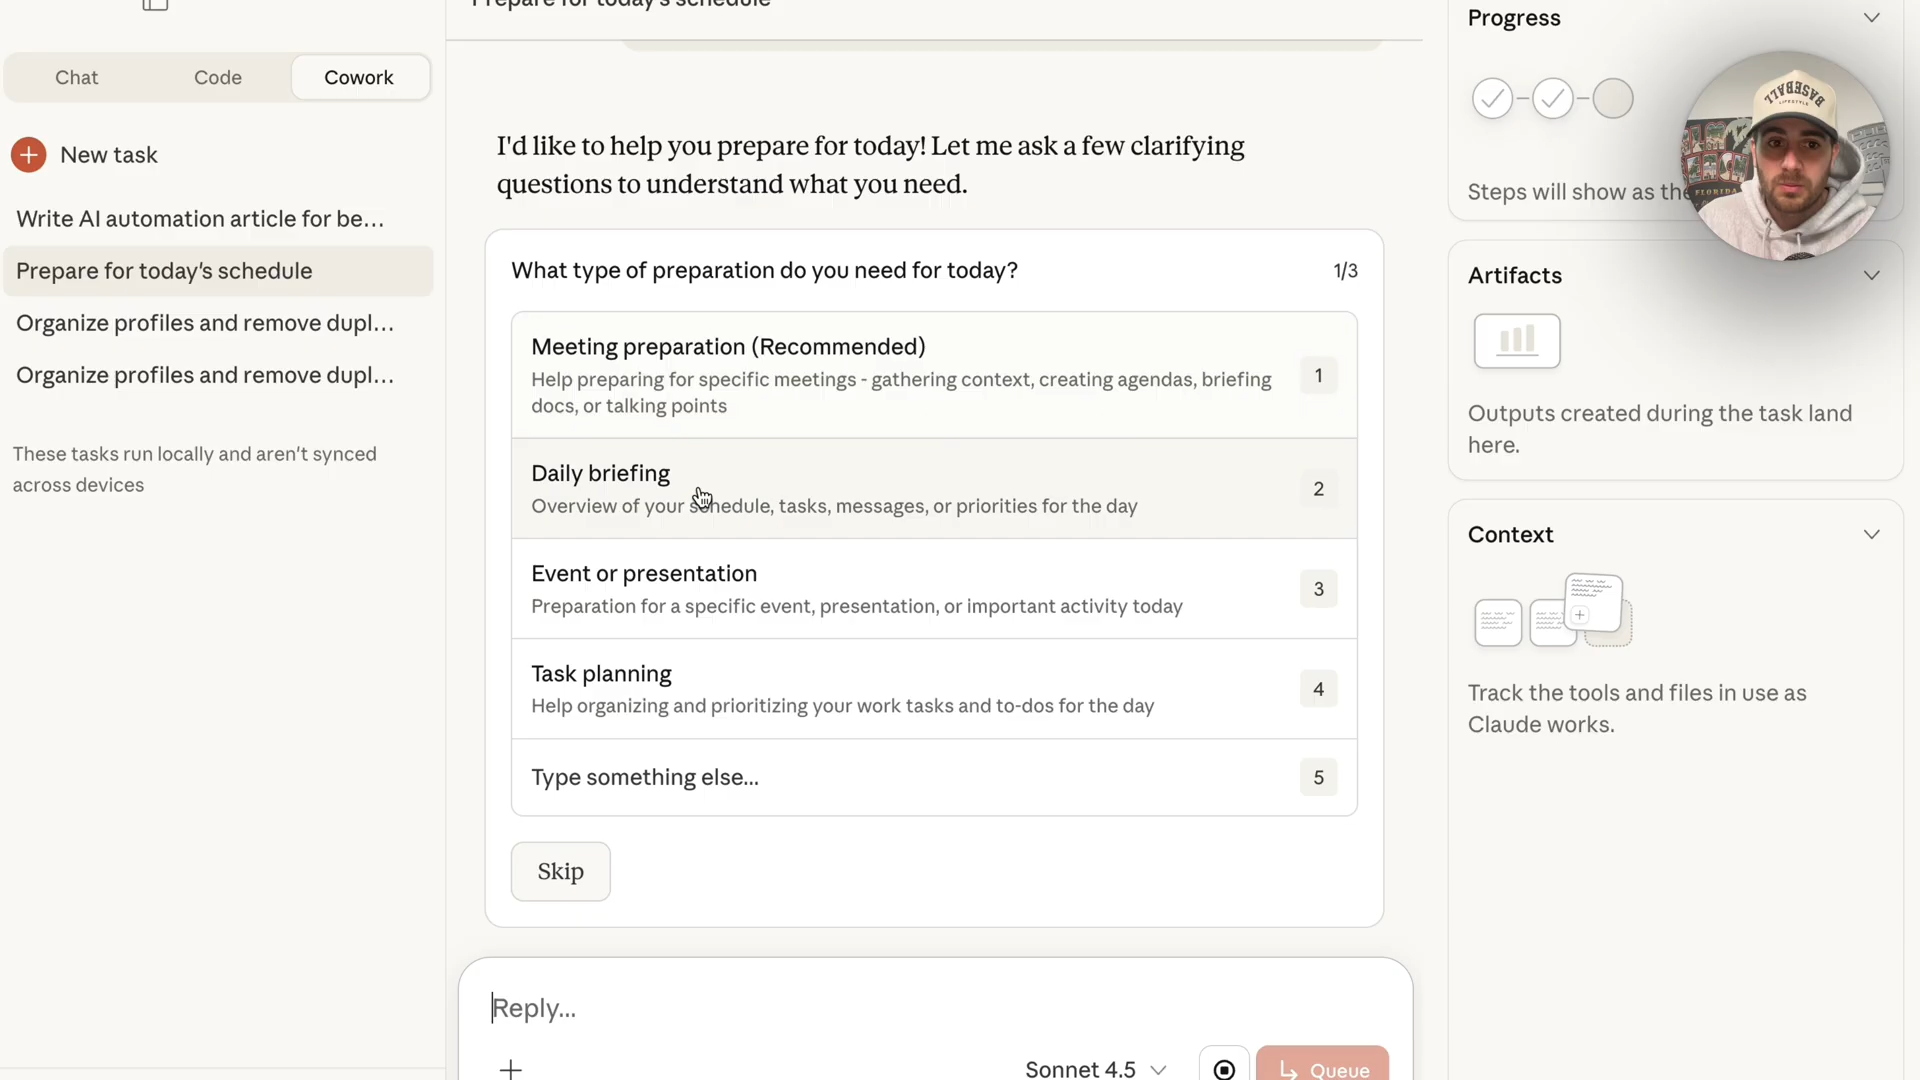 Prepare for today's schedule
Chat
Code
Cowork
New task
Write AI automation article for be...
Prepare for today's schedule
Organize profiles and remove dupl...
Organize profiles and remove dupl...
These tasks run locally and aren't synced
across devices
I'd like to help you prepare for today! Let me ask a few clarifying
questions to understand what you need.
What type of preparation do you need for today?
1/3
Meeting preparation (Recommended)
Help preparing for specific meetings - gathering context, creating agendas, briefing
docs, or talking points
1
Daily briefing
Overview of your schedule, tasks, messages, or priorities for the day
2
Event or presentation
Preparation for a specific event, presentation, or important activity today
3
Task planning
Help organizing and prioritizing your work tasks and to-dos for the day
4
Type something else...
5
Skip
Reply...
Sonnet 4.5
Queue
Progress
Steps will show as
BASEBALL
LIFESTYLE
FLORIDA
Artifacts
Outputs created during the task land
here.
Context
Track the tools and files in use as
Claude works.